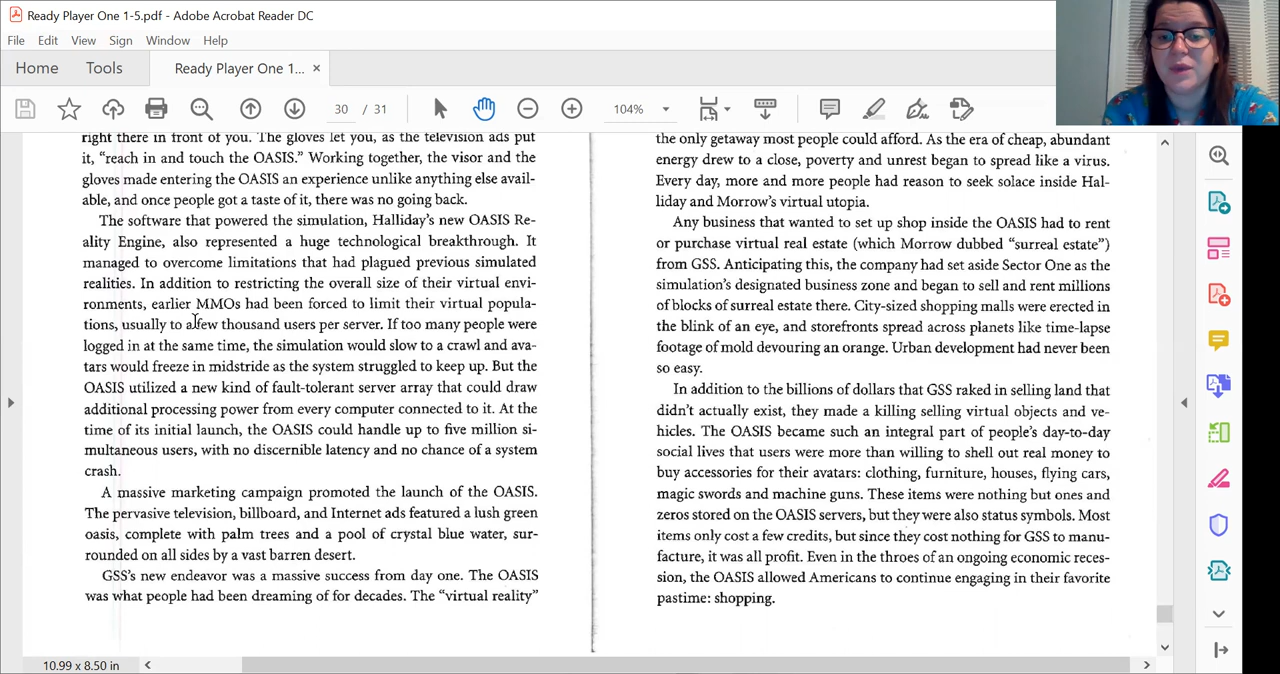 Ready Player One 1-5.pdf - Adobe Acrobat Reader DC
File Edit View Sign Window Help
Home Tools Ready Player One 1... ×
30 / 31 104%
right there in front of you. The gloves let you, as the television ads put
it, “reach in and touch the OASIS.” Working together, the visor and the
gloves made entering the OASIS an experience unlike anything else avail-
able, and once people got a taste of it, there was no going back.
The software that powered the simulation, Halliday’s new OASIS Re-
ality Engine, also represented a huge technological breakthrough. It
managed to overcome limitations that had plagued previous simulated
realities. In addition to restricting the overall size of their virtual envi-
ronments, earlier MMOs had been forced to limit their virtual popula-
tions, usually to a few thousand users per server. If too many people were
logged in at the same time, the simulation would slow to a crawl and ava-
tars would freeze in midstride as the system struggled to keep up. But the
OASIS utilized a new kind of fault-tolerant server array that could draw
additional processing power from every computer connected to it. At the
time of its initial launch, the OASIS could handle up to five million si-
multaneous users, with no discernible latency and no chance of a system
crash.
A massive marketing campaign promoted the launch of the OASIS.
The pervasive television, billboard, and Internet ads featured a lush green
oasis, complete with palm trees and a pool of crystal blue water, sur-
rounded on all sides by a vast barren desert.
GSS’s new endeavor was a massive success from day one. The OASIS
was what people had been dreaming of for decades. The “virtual reality”
the only getaway most people could afford. As the era of cheap, abundant
energy drew to a close, poverty and unrest began to spread like a virus.
Every day, more and more people had reason to seek solace inside Hal-
liday and Morrow’s virtual utopia.
Any business that wanted to set up shop inside the OASIS had to rent
or purchase virtual real estate (which Morrow dubbed “surreal estate”)
from GSS. Anticipating this, the company had set aside Sector One as the
simulation’s designated business zone and began to sell and rent millions
of blocks of surreal estate there. City-sized shopping malls were erected in
the blink of an eye, and storefronts spread across planets like time-lapse
footage of mold devouring an orange. Urban development had never been
so easy.
In addition to the billions of dollars that GSS raked in selling land that
didn’t actually exist, they made a killing selling virtual objects and ve-
hicles. The OASIS became such an integral part of people’s day-to-day
social lives that users were more than willing to shell out real money to
buy accessories for their avatars: clothing, furniture, houses, flying cars,
magic swords and machine guns. These items were nothing but ones and
zeros stored on the OASIS servers, but they were also status symbols. Most
items only cost a few credits, but since they cost nothing for GSS to manu-
facture, it was all profit. Even in the throes of an ongoing economic reces-
sion, the OASIS allowed Americans to continue engaging in their favorite
pastime: shopping.
10.99 x 8.50 in